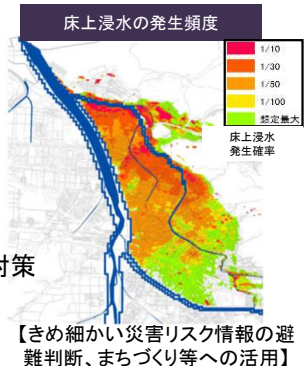 床上浸水の発生頻度
1/10
1/30
1/50
1/100
想定最大
床上浸水
発生確率
対策
【きめ細かい災害リスク情報の避
難判断、まちづくり等への活用】